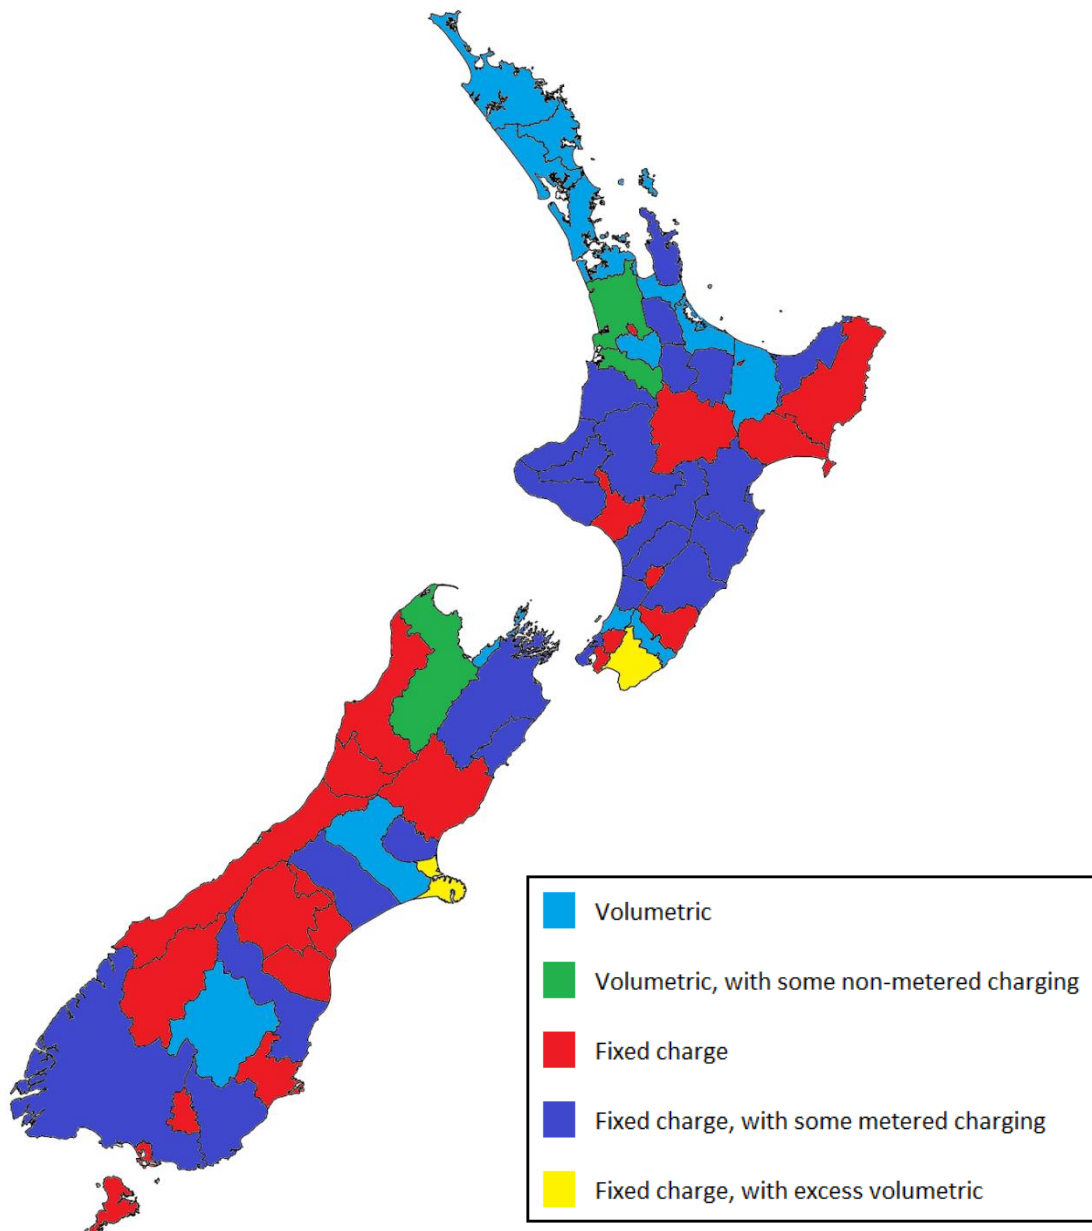 Volumetric
Volumetric, with some non-metered charging
Fixed charge
Fixed charge, with some metered charging
Fixed charge, with excess volumetric